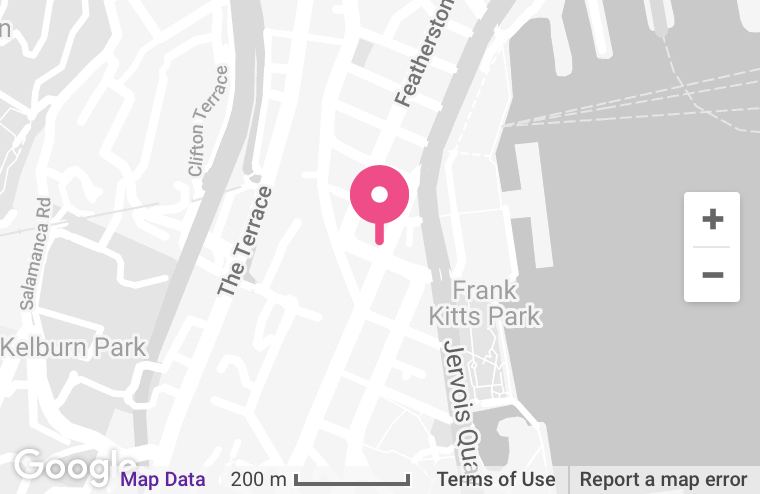 n
Featherston
Clifton Terrace
Salamanca Rd
The Terrace
Frank
Kitts Park
Kelburn Park
Jervois Qua
Google
Map Data
200 m
Terms of Use
Report a map error